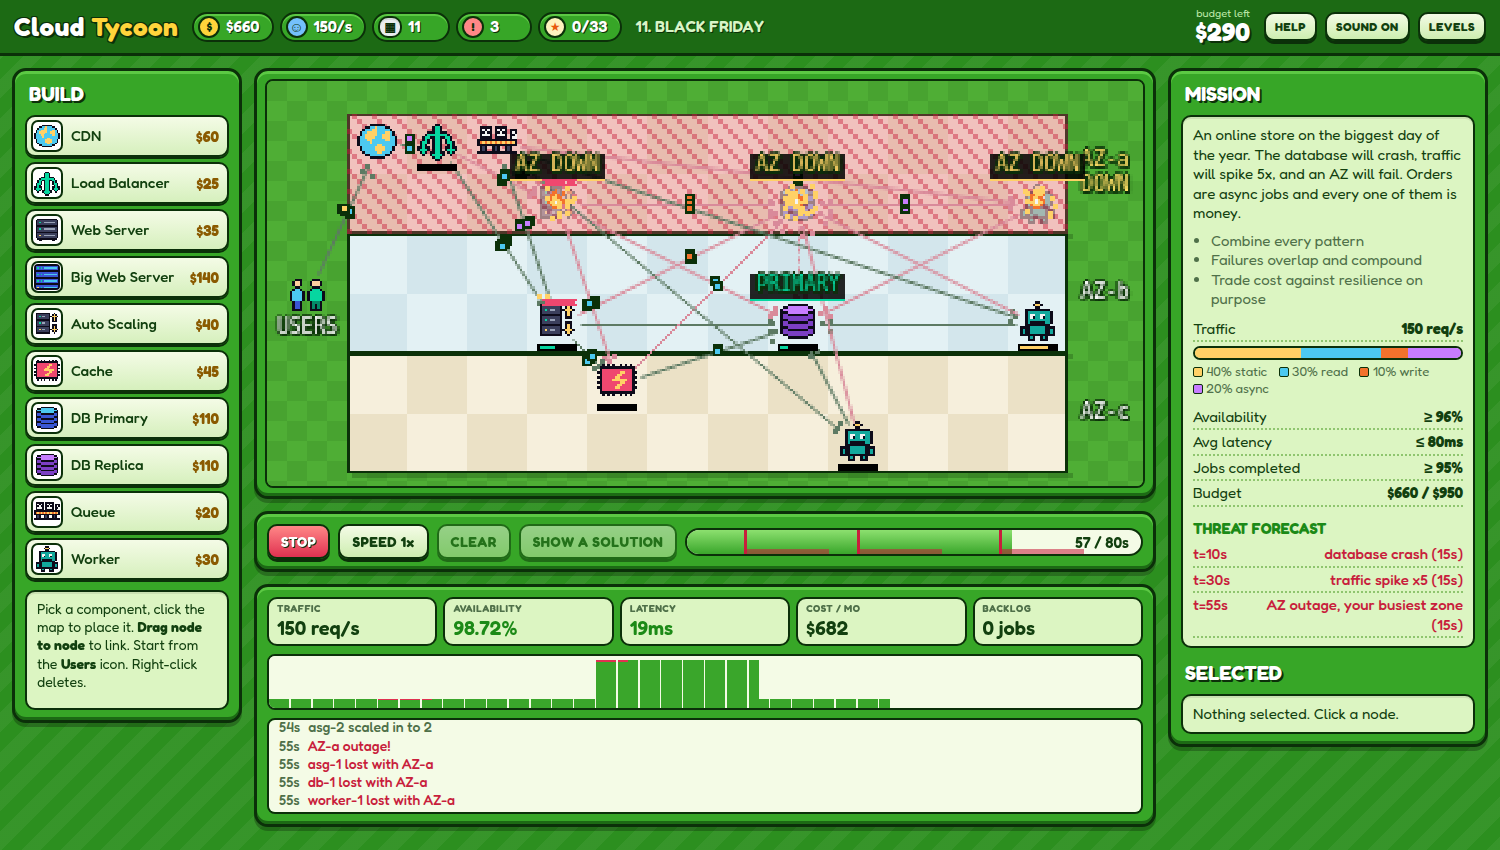 Cloud Tycoon
$660
150/s
11
3
0/33
11. BLACK FRIDAY
budget left
$290
HELP
SOUND ON
LEVELS
BUILD
CDN $60
Load Balancer $25
Web Server $35
Big Web Server $140
Auto Scaling $40
Cache $45
DB Primary $110
DB Replica $110
Queue $20
Worker $30
Pick a component, click the
map to place it. Drag node
to node to link. Start from
the Users icon. Right-click
deletes.
AZ DOWN
AZ DOWN
AZ DOWN
AZ-a
DOWN
PRIMARY
AZ-b
USERS
AZ-c
STOP
SPEED 1x
CLEAR
SHOW A SOLUTION
57 / 80s
TRAFFIC
150 req/s
AVAILABILITY
98.72%
LATENCY
19ms
COST / MO
$682
BACKLOG
0 jobs
54s asg-2 scaled in to 2
55s AZ-a outage!
55s asg-1 lost with AZ-a
55s db-1 lost with AZ-a
55s worker-1 lost with AZ-a
MISSION
An online store on the biggest day of
the year. The database will crash, traffic
will spike 5x, and an AZ will fail. Orders
are async jobs and every one of them is
money.
• Combine every pattern
• Failures overlap and compound
• Trade cost against resilience on
purpose
Traffic 150 req/s
40% static 30% read 10% write
20% async
Availability ≥ 96%
Avg latency ≤ 80ms
Jobs completed ≥ 95%
Budget $660 / $950
THREAT FORECAST
t=10s database crash (15s)
t=30s traffic spike x5 (15s)
t=55s AZ outage, your busiest zone
(15s)
SELECTED
Nothing selected. Click a node.